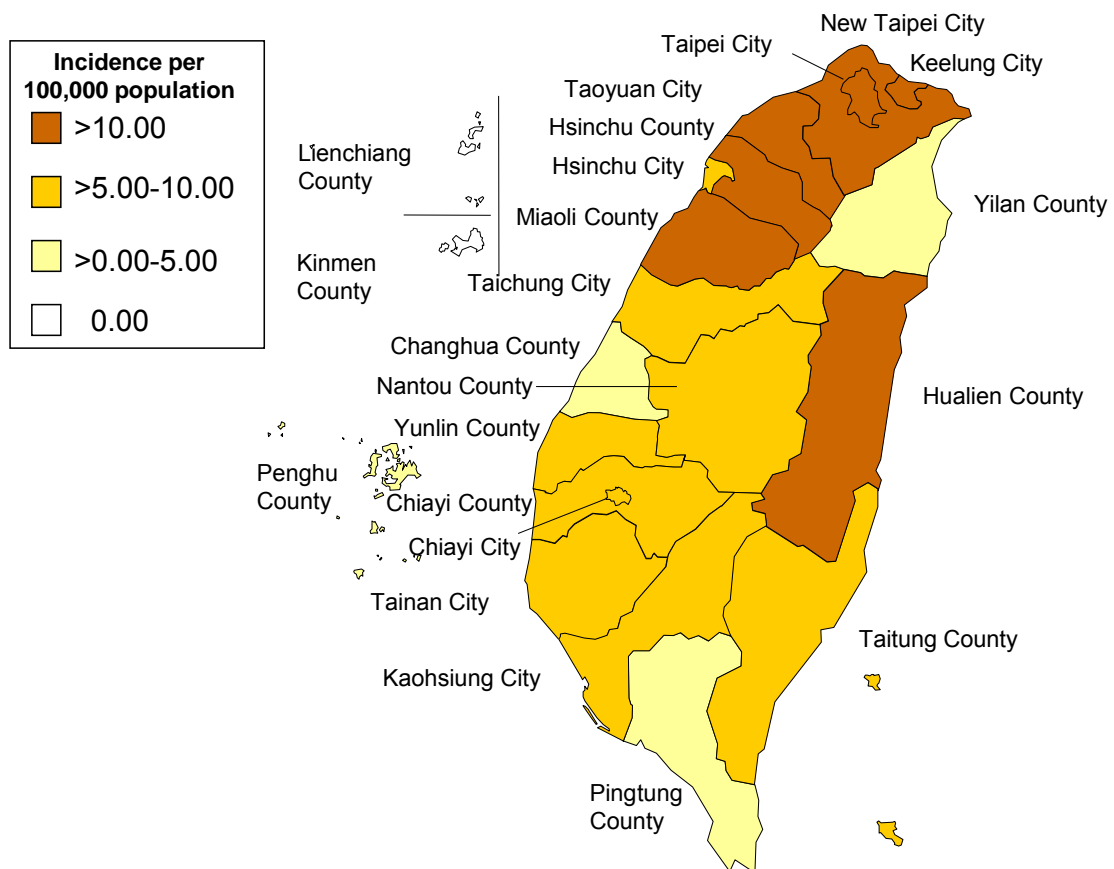 Incidence per
100,000 population
>10.00
>5.00-10.00
>0.00-5.00
0.00
New Taipei City
Taipei City
Keelung City
Taoyuan City
Hsinchu County
Hsinchu City
Lienchiang
County
Miaoli County
Yilan County
Kinmen
County
Taichung City
Changhua County
Nantou County
Hualien County
Yunlin County
Penghu
County
Chiayi County
Chiayi City
Tainan City
Taitung County
Kaohsiung City
Pingtung
County